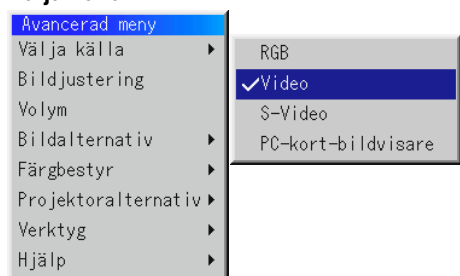 Avancerad meny
Välja källa
Bildjustering
Volym
Bildalternativ
Färgbestyr
Projektoralternativ
Verktyg
Hjälp
RGB
Video
S-Video
PC-kort-bildvisare